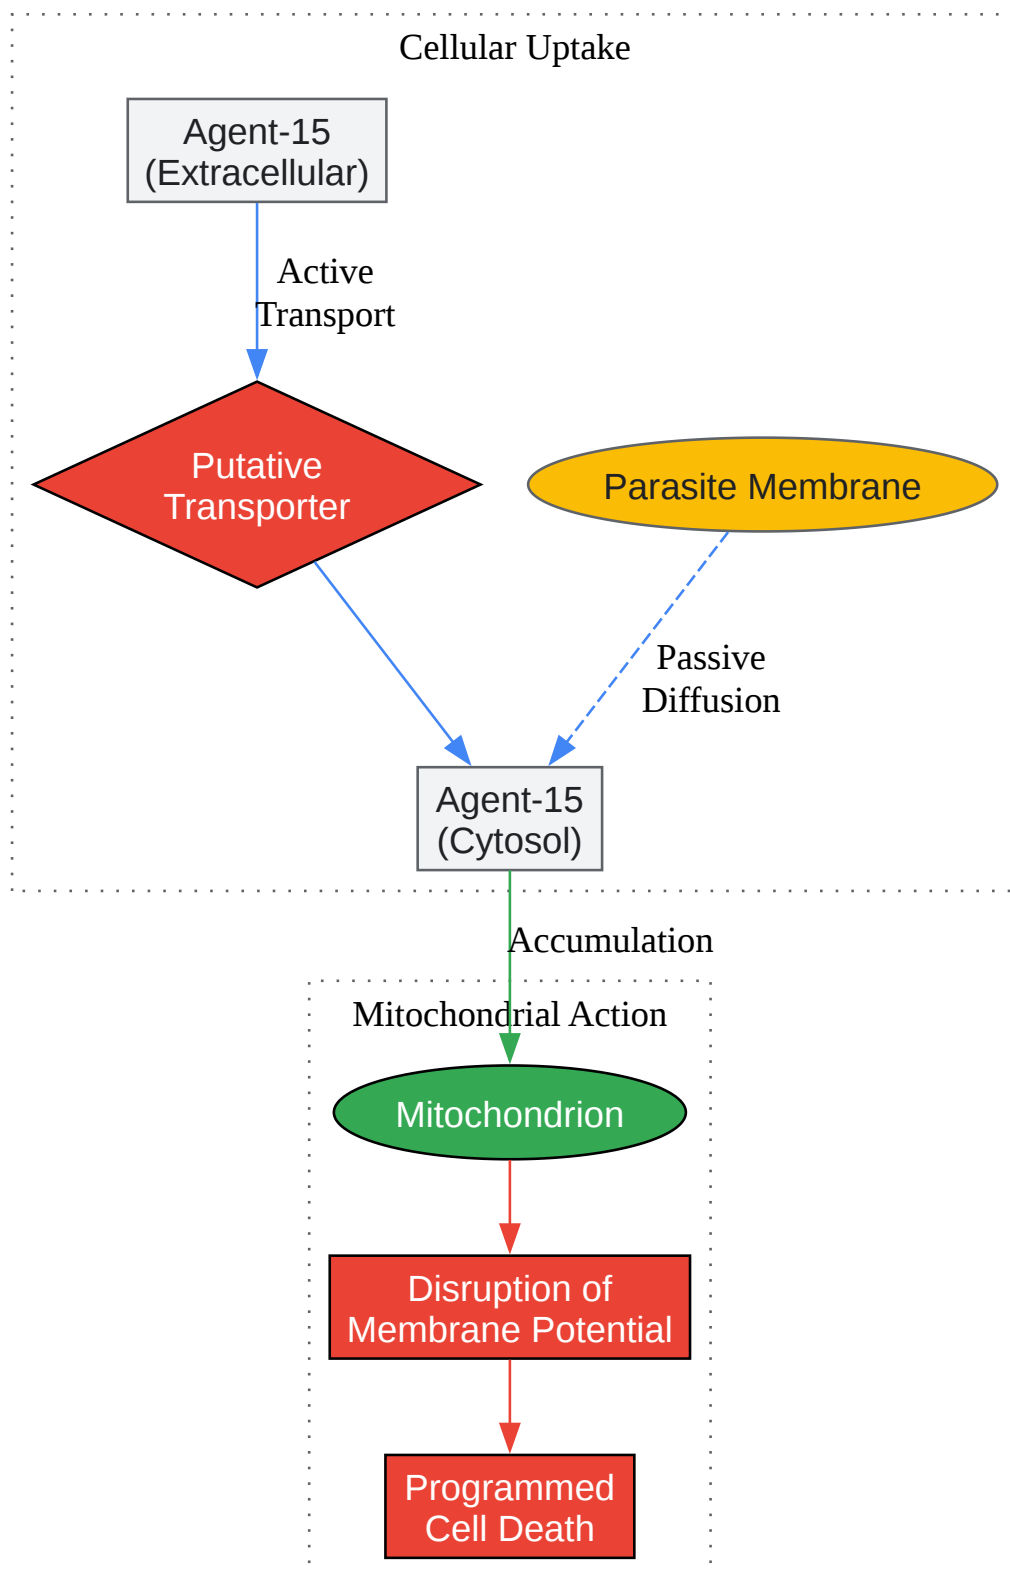 Cellular Uptake
Agent-15
(Extracellular)
Active
Transport
Putative
Transporter
Parasite Membrane
Passive
Diffusion
Agent-15
(Cytosol)
Accumulation
Mitochondrial Action
Mitochondrion
Disruption of
Membrane Potential
Programmed
Cell Death